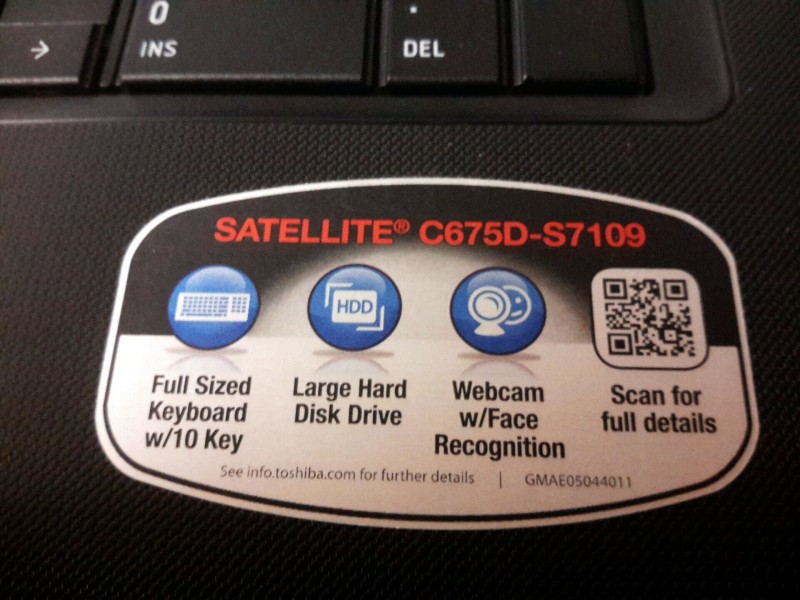 0 .
→ INS DEL
SATELLITE® C675D-S7109
HDD
Full Sized
Keyboard
w/10 Key
Large Hard
Disk Drive
Webcam
w/Face
Recognition
Scan for
full details
See info.toshiba.com for further details | GMAE05044011